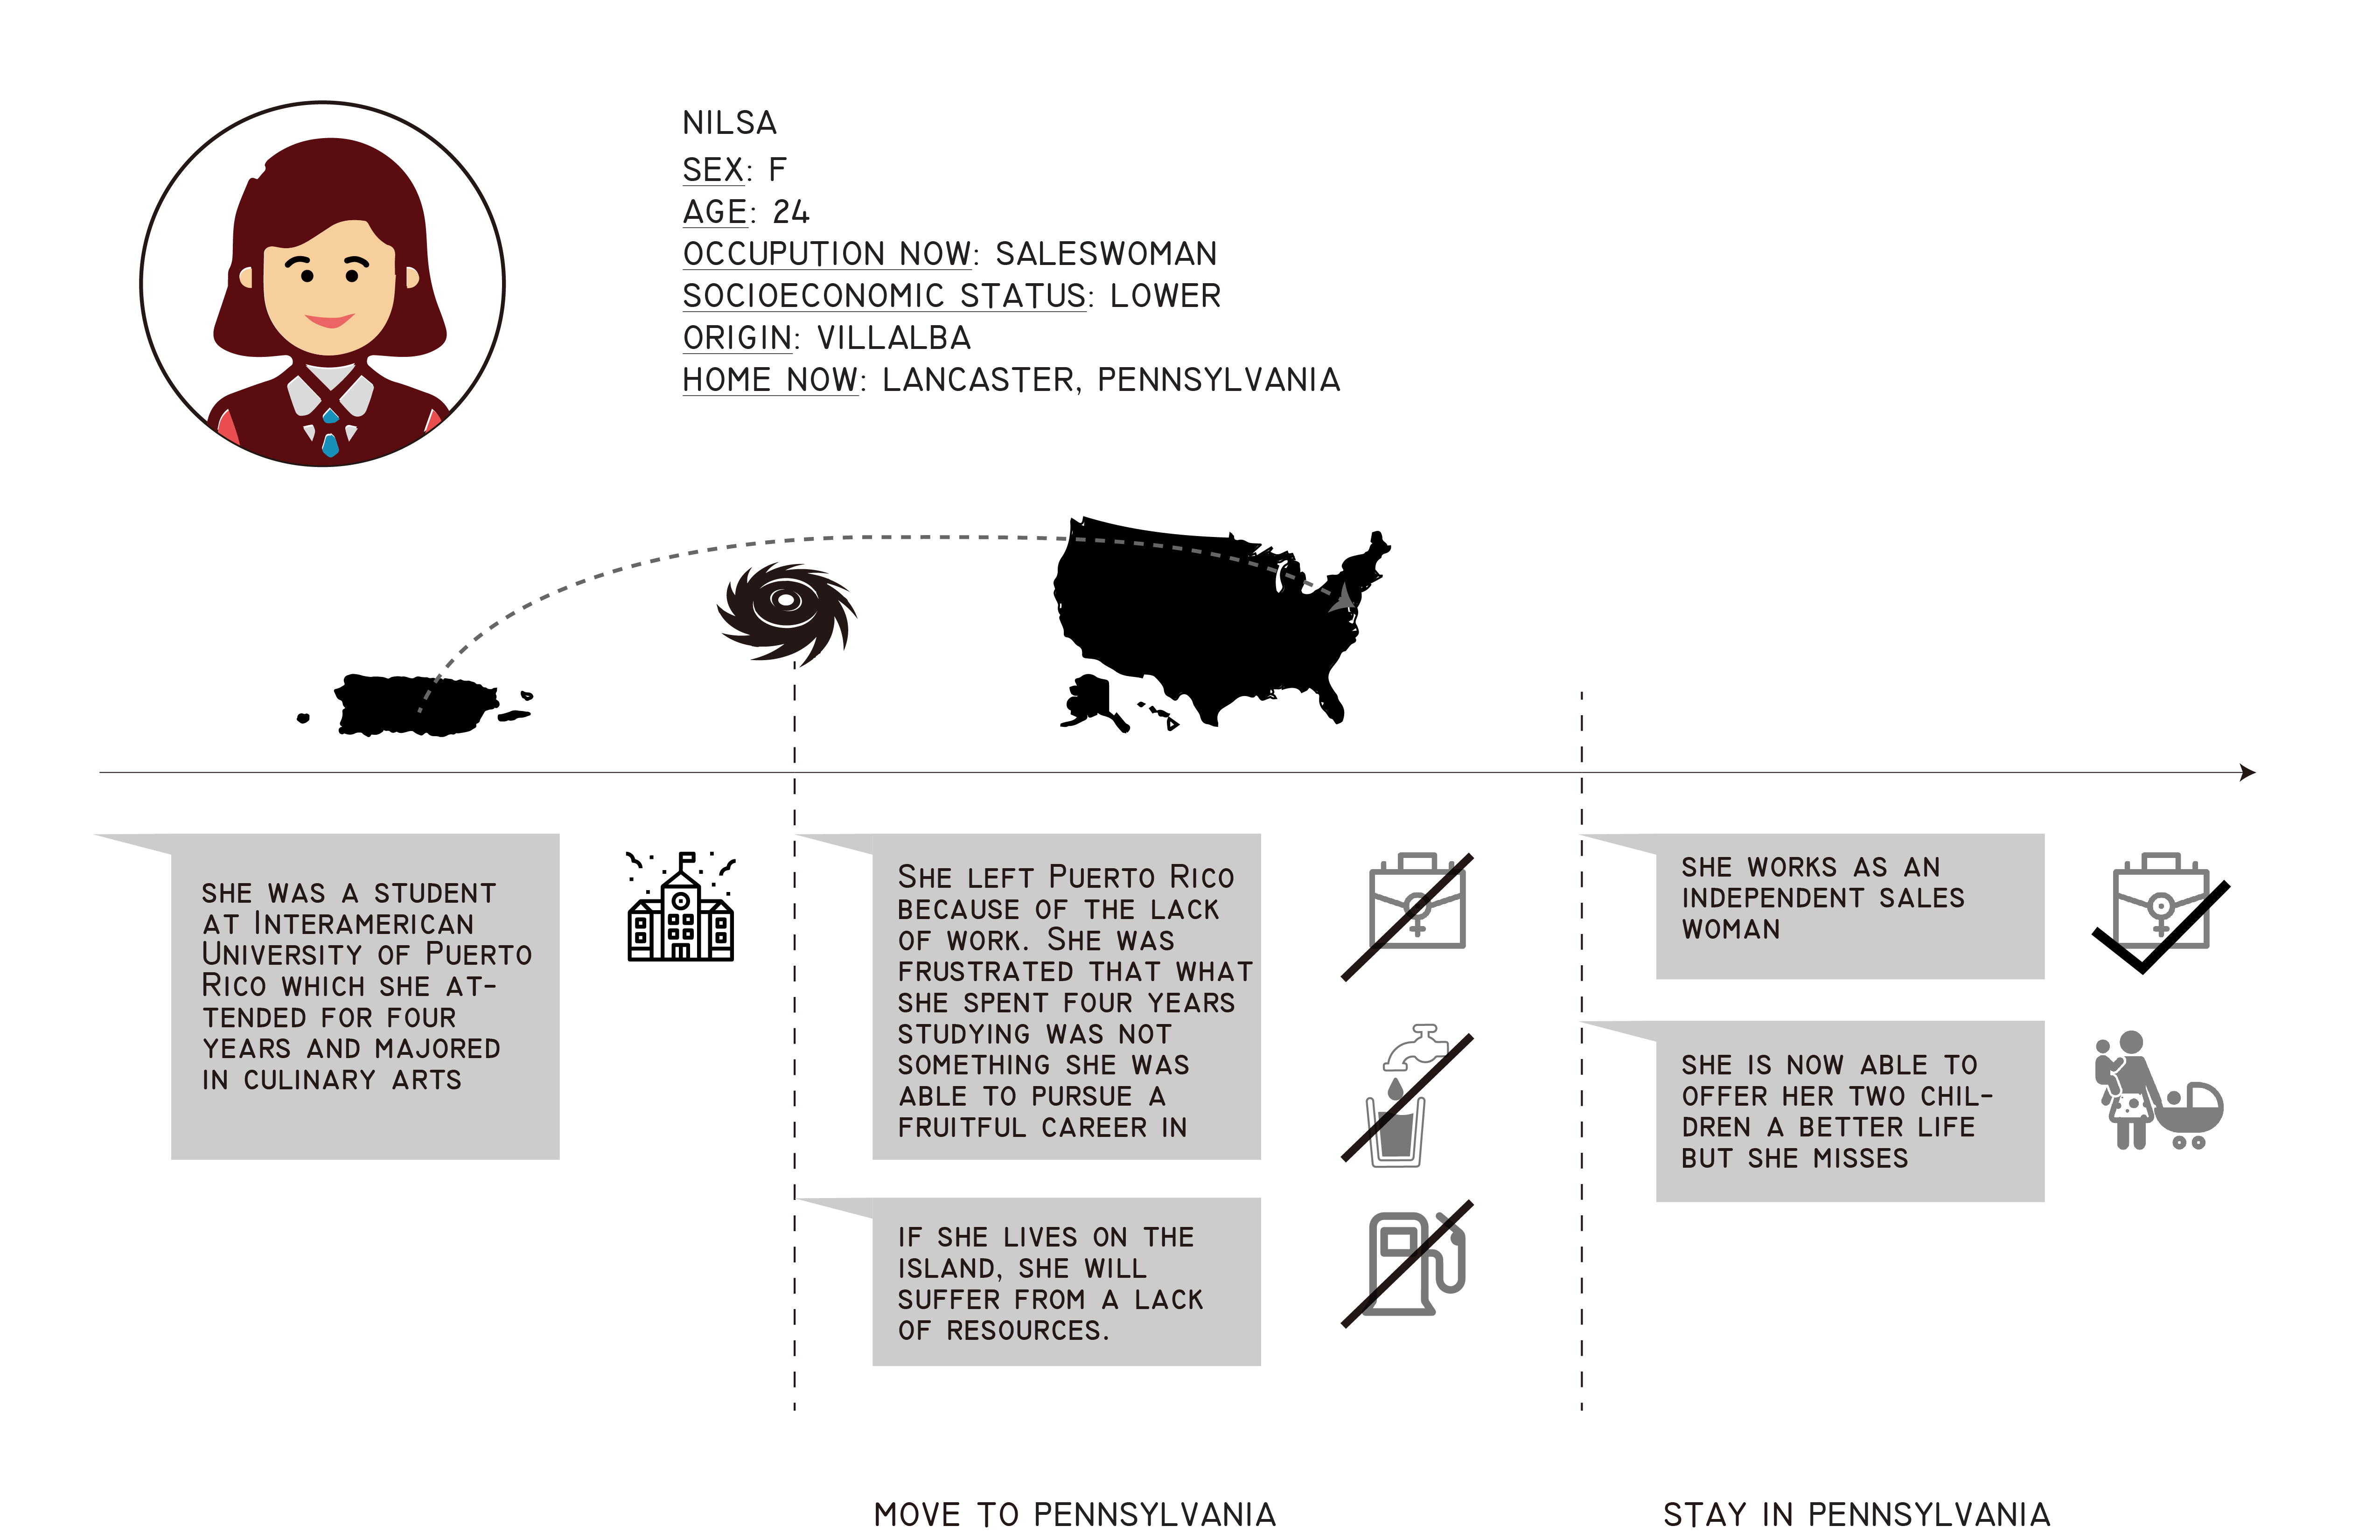 NILSA
SEX: F
AGE: 24
OCCUPUTION NOW: SALESWOMAN
SOCIOECONOMIC STATUS: LOWER
ORIGIN: VILLALBA
HOME NOW: LANCASTER, PENNSYLVANIA
SHE WAS A STUDENT
AT INTERAMERICAN
UNIVERSITY OF PUERTO
RICO WHICH SHE AT-
TENDED FOR FOUR
YEARS AND MAJORED
IN CULINARY ARTS
SHE LEFT PUERTO RICO
BECAUSE OF THE LACK
OF WORK. SHE WAS
FRUSTRATED THAT WHAT
SHE SPENT FOUR YEARS
STUDYING WAS NOT
SOMETHING SHE WAS
ABLE TO PURSUE A
FRUITFUL CAREER IN
IF SHE LIVES ON THE
ISLAND, SHE WILL
SUFFER FROM A LACK
OF RESOURCES.
SHE WORKS AS AN
INDEPENDENT SALES
WOMAN
SHE IS NOW ABLE TO
OFFER HER TWO CHIL-
DREN A BETTER LIFE
BUT SHE MISSES
MOVE TO PENNSYLVANIA
STAY IN PENNSYLVANIA